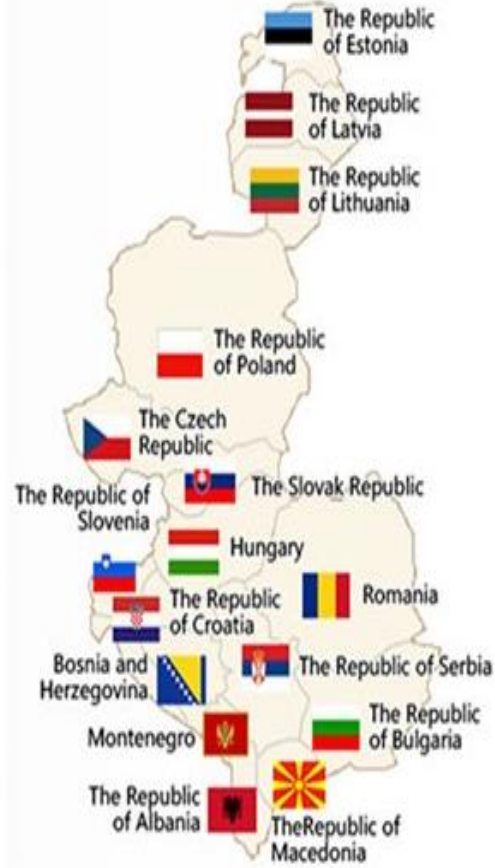 The Republic
of Estonia
The Republic
of Latvia
The Republic
of Lithuania
The Republic
of Poland
The Czech
Republic
The Slovak Republic
The Republic of
Slovenia
Hungary
Romania
The Republic
of Croatia
Bosnia and
Herzegovina
The Republic of Serbia
The Republic
of Bulgaria
Montenegro
The Republic
of Albania
TheRepublic of
Macedonia